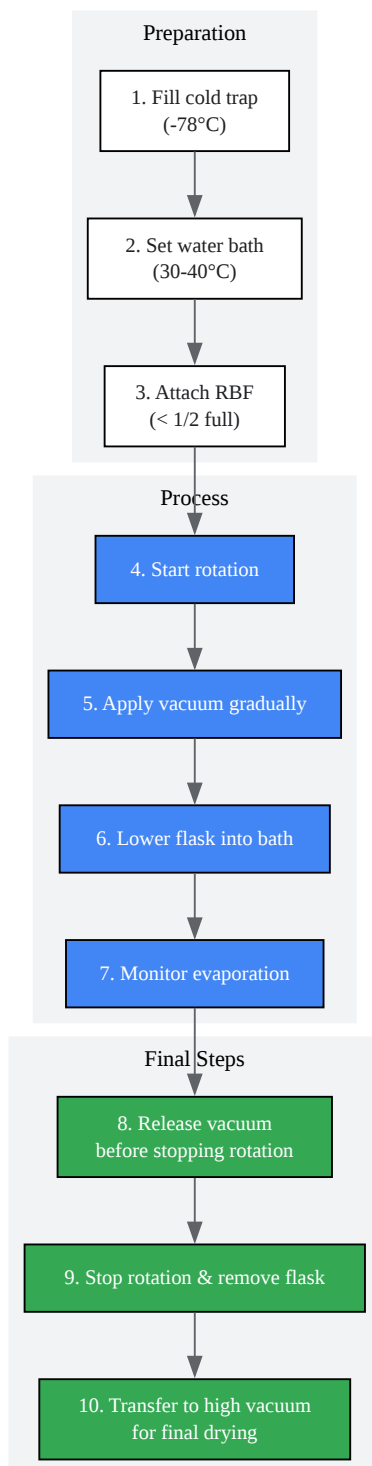 Preparation
1. Fill cold trap
(-78°C)
2. Set water bath
(30-40°C)
3. Attach RBF
(< 1/2 full)
Process
4. Start rotation
5. Apply vacuum gradually
6. Lower flask into bath
7. Monitor evaporation
Final Steps
8. Release vacuum
before stopping rotation
9. Stop rotation & remove flask
10. Transfer to high vacuum
for final drying